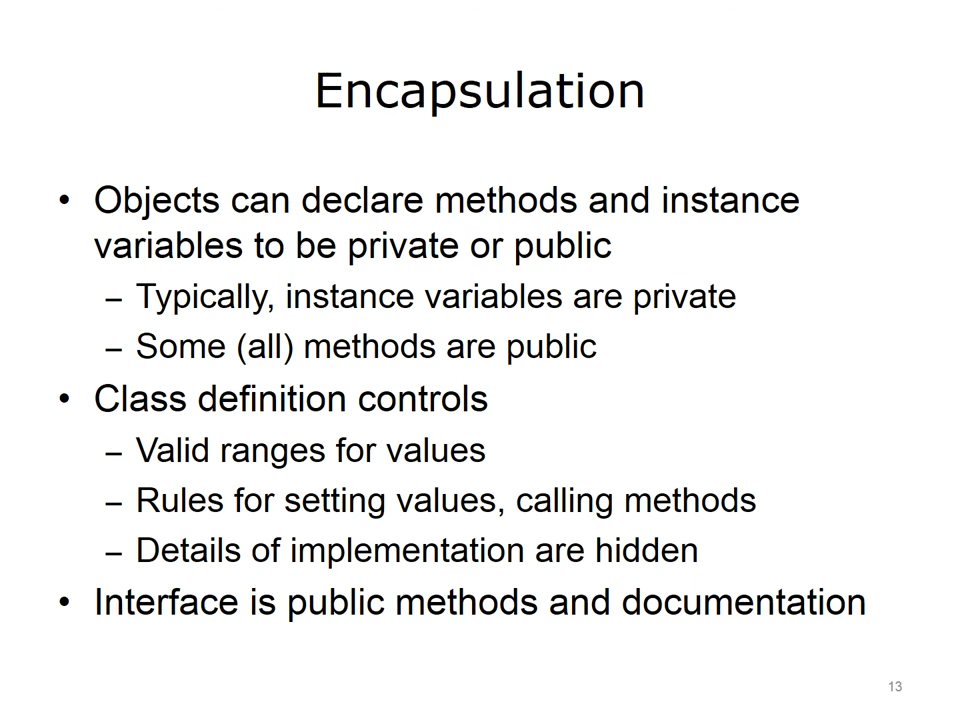 Encapsulation
• Objects can declare methods and instance
variables to be private or public
– Typically, instance variables are private
– Some (all) methods are public
• Class definition controls
– Valid ranges for values
– Rules for setting values, calling methods
– Details of implementation are hidden
• Interface is public methods and documentation
13